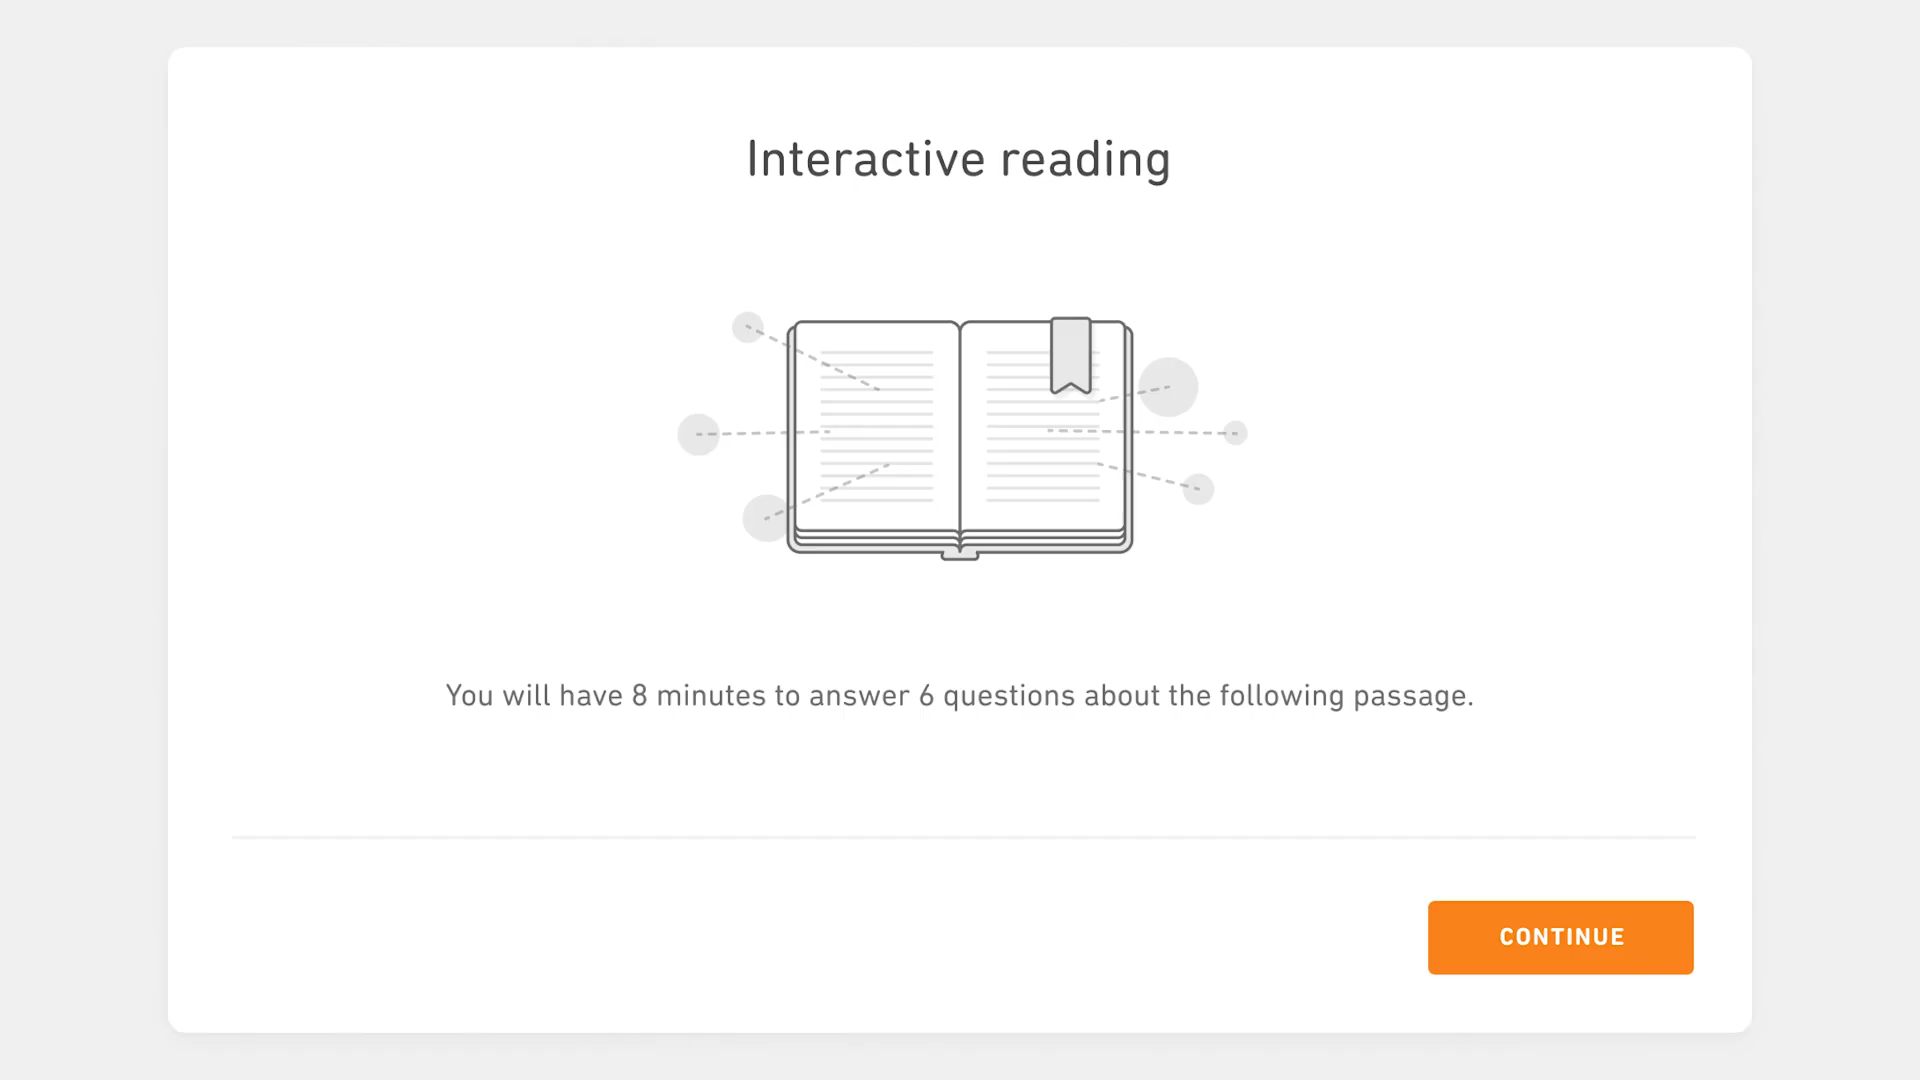 Interactive reading
You will have 8 minutes to answer 6 questions about the following passage.
CONTINUE